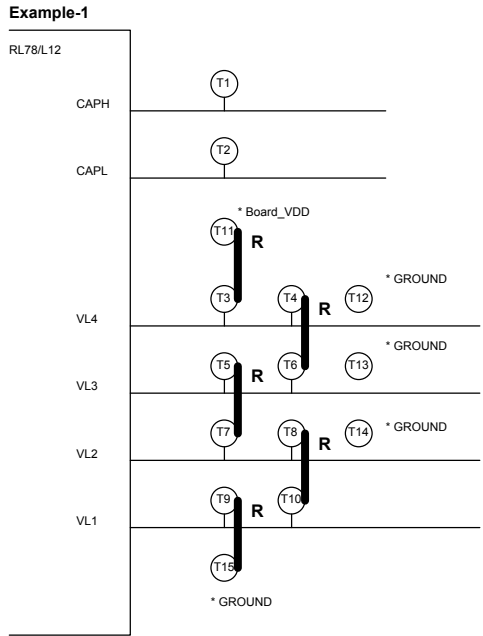 Example-1
RL78/L12
T1
CAPH
T2
CAPL
* Board_VDD
T11
R
* GROUND
T3
T4
R
T12
VL4
* GROUND
T5
R
T6
T13
VL3
* GROUND
T7
T8
R
T14
VL2
T9
R
T10
VL1
T15
* GROUND